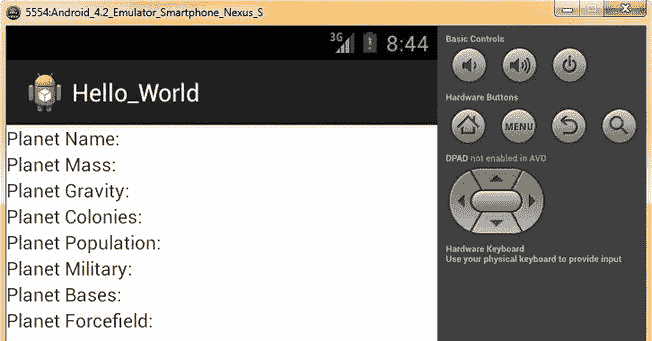 5554:Android_4.2_Emulator_Smartphone_Nexus_S
3G 8:44
Hello_World
Planet Name:
Planet Mass:
Planet Gravity:
Planet Colonies:
Planet Population:
Planet Military:
Planet Bases:
Planet Forcefield:
Basic Controls
Hardware Buttons
MENU
DPAD not enabled in AVD
Hardware Keyboard
Use your physical keyboard to provide input